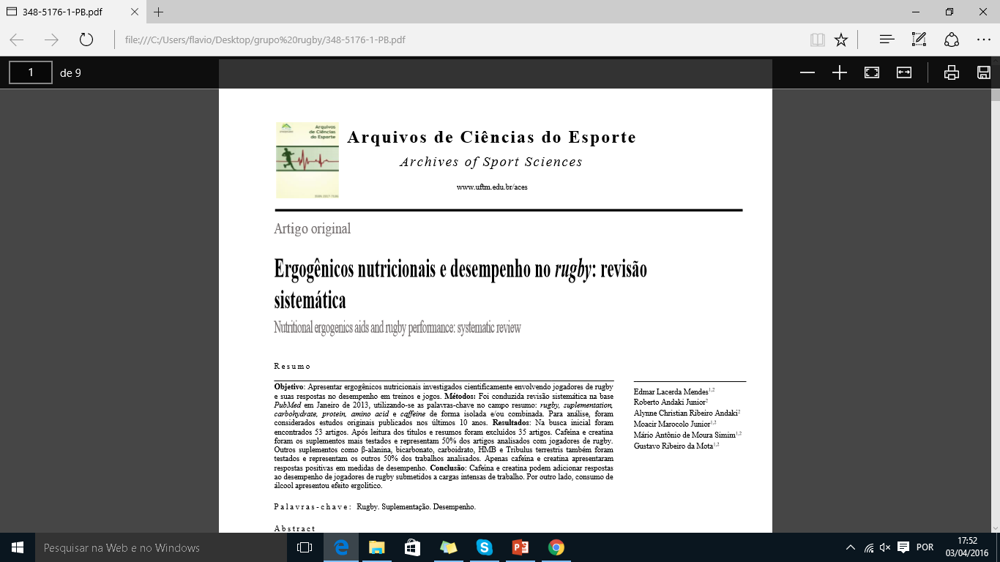 348-5176-1-PB.pdf
file:///C:/Users/flavio/Desktop/grupo%20rugby/348-5176-1-PB.pdf
1 de 9
Arquivos
de Ciências
do Esporte
Arquivos de Ciências do Esporte
Archives of Sport Sciences
www.uftm.edu.br/aces
Artigo original
Ergogênicos nutricionais e desempenho no rugby: revisão
sistemática
Nutritional ergogenics aids and rugby performance: systematic review
Resumo
Objetivo: Apresentar ergogênicos nutricionais investigados cientificamente envolvendo jogadores de rugby
e suas respostas no desempenho em treinos e jogos. Métodos: Foi conduzida revisão sistemática na base
PubMed em Janeiro de 2013, utilizando-se as palavras-chave no campo resumo: rugby, suplementation,
carbohydrate, protein, amino acid e caffeine de forma isolada e/ou combinada. Para análise, foram
considerados estudos originais publicados nos últimos 10 anos. Resultados: Na busca inicial foram
encontrados 53 artigos. Após leitura dos títulos e resumos foram excluídos 35 artigos. Cafeína e creatina
foram os suplementos mais testados e representam 50% dos artigos analisados com jogadores de rugby.
Outros suplementos como β-alanina, bicarbonato, carboidrato, HMB e Tribulus terrestris também foram
testados e representam os outros 50% dos trabalhos analisados. Apenas cafeína e creatina apresentaram
respostas positivas em medidas de desempenho. Conclusão: Cafeína e creatina podem adicionar respostas
ao desempenho de jogadores de rugby submetidos a cargas intensas de trabalho. Por outro lado, consumo de
álcool apresentou efeito ergolítico.
Palavras-chave: Rugby. Suplementação. Desempenho.
Abstract
Edmar Lacerda Mendes1,2
Roberto Andaki Junior2
Alynne Christian Ribeiro Andaki2
Moacir Marocolo Junior1,2
Mário Antônio de Moura Simim1,2
Gustavo Ribeiro da Mota1,2
Pesquisar na Web e no Windows
POR
17:52
03/04/2016